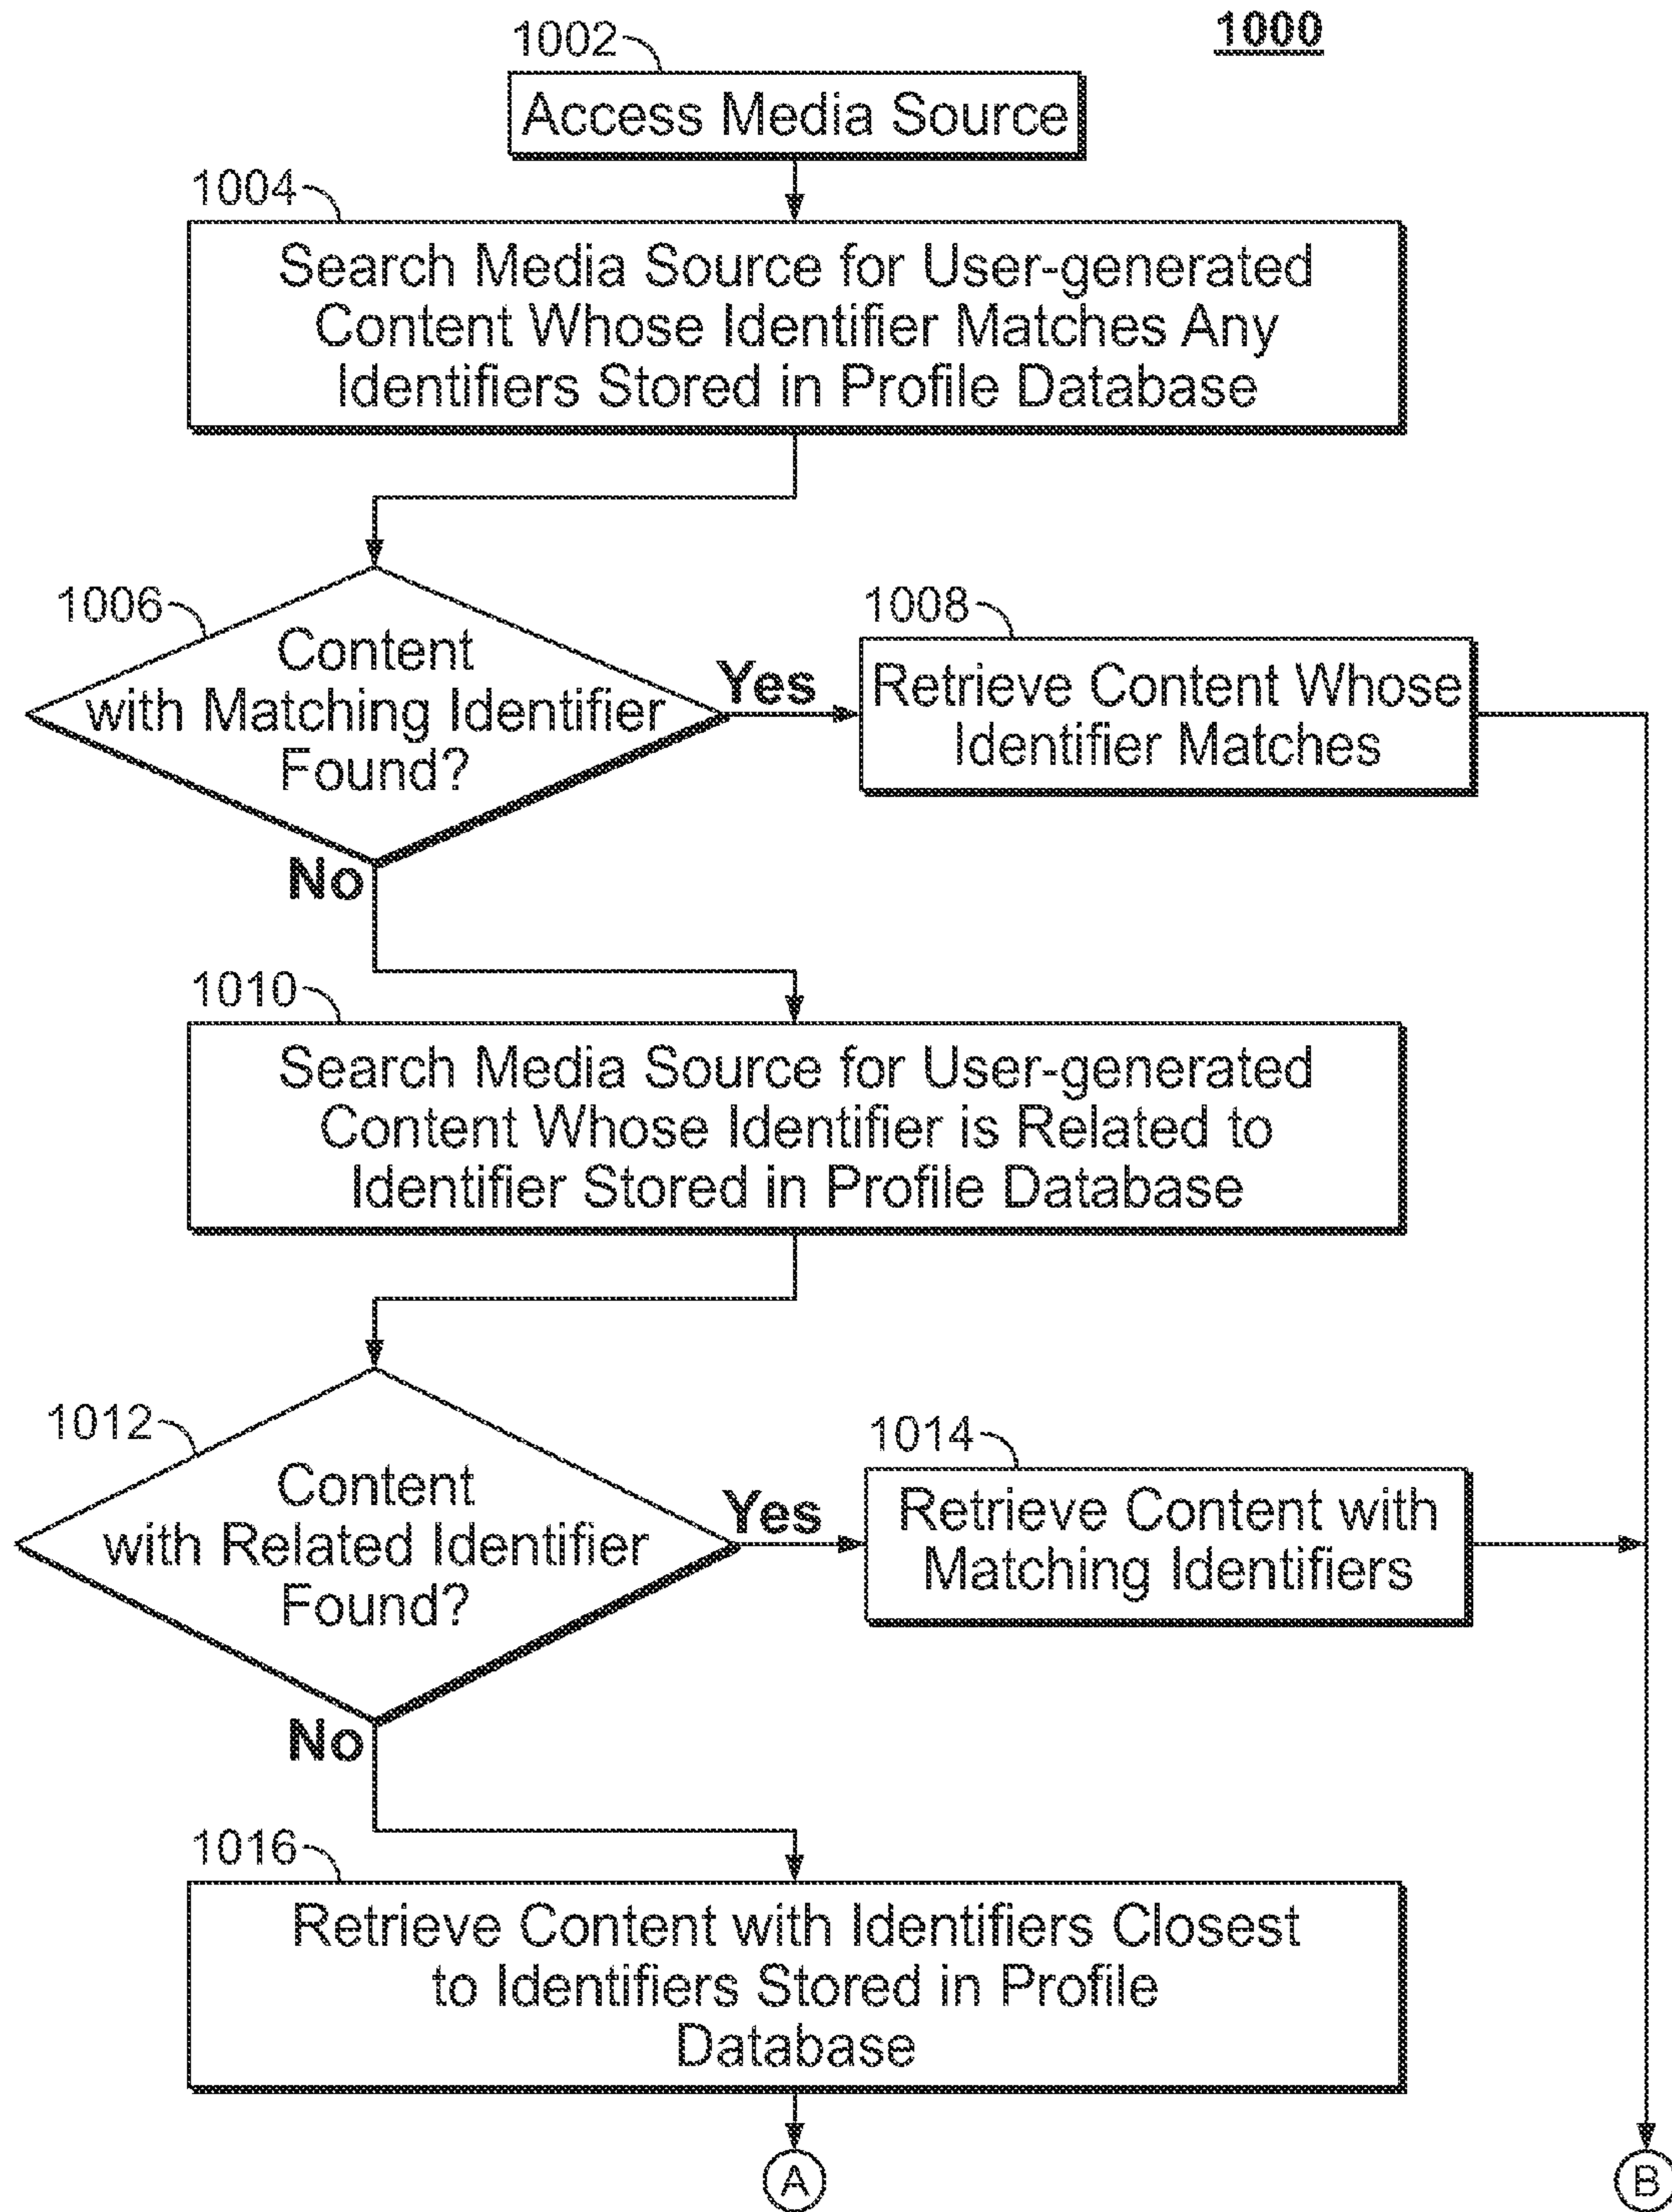 1000
1002
Access Media Source
1004
Search Media Source for User-generated
Content Whose Identifier Matches Any
Identifiers Stored in Profile Database
1006
Content
with Matching Identifier
Found?
Yes
1008
Retrieve Content Whose
Identifier Matches
No
1010
Search Media Source for User-generated
Content Whose Identifier is Related to
Identifier Stored in Profile Database
1012
Content
with Related Identifier
Found?
Yes
1014
Retrieve Content with
Matching Identifiers
No
1016
Retrieve Content with Identifiers Closest
to Identifiers Stored in Profile
Database
A
B